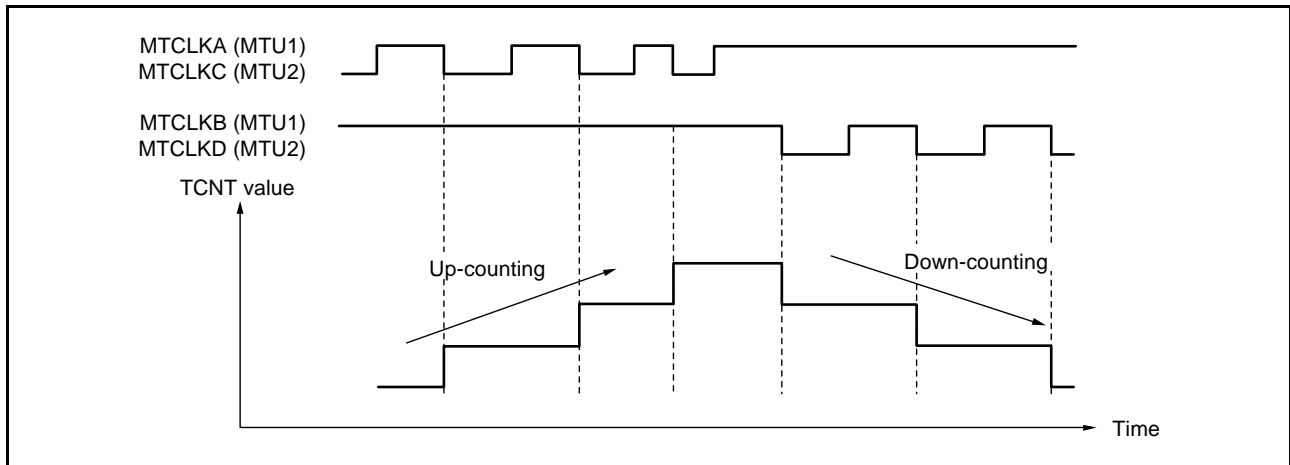 MTCLKA (MTU1)
MTCLKC (MTU2)
MTCLKB (MTU1)
MTCLKD (MTU2)
TCNT value
Up-counting
Down-counting
Time